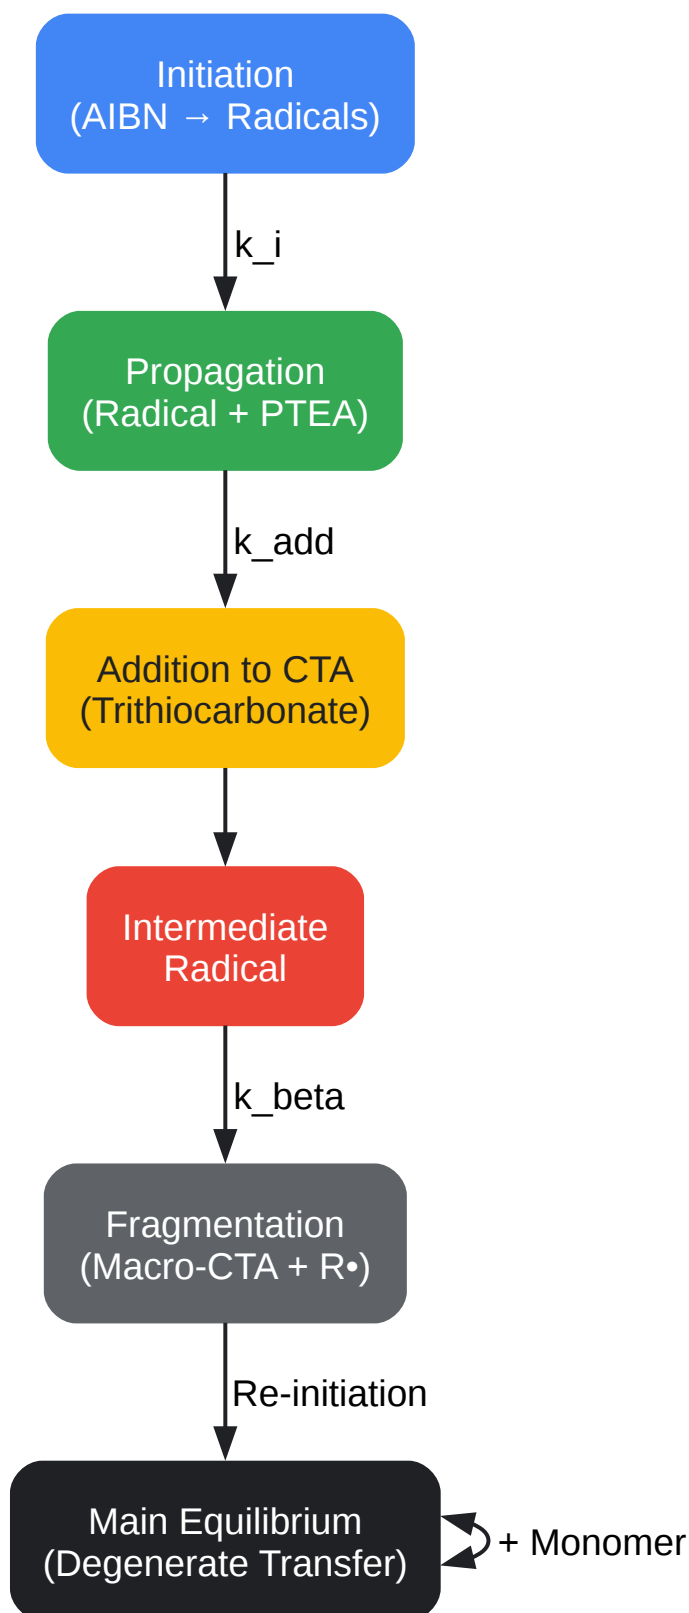 Initiation
(AIBN → Radicals)
k_i
Propagation
(Radical + PTEA)
k_add
Addition to CTA
(Trithiocarbonate)
Intermediate
Radical
k_beta
Fragmentation
(Macro-CTA + R•)
Re-initiation
Main Equilibrium
(Degenerate Transfer)
+ Monomer